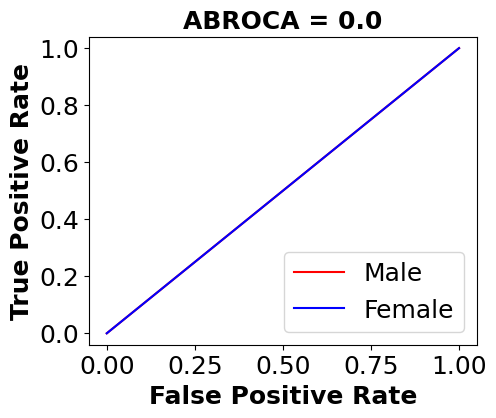 ABROCA = 0.0
True Positive Rate
1.0
0.8
0.6
0.4
0.2
0.0
Male
Female
0.00 0.25 0.50 0.75 1.00
False Positive Rate